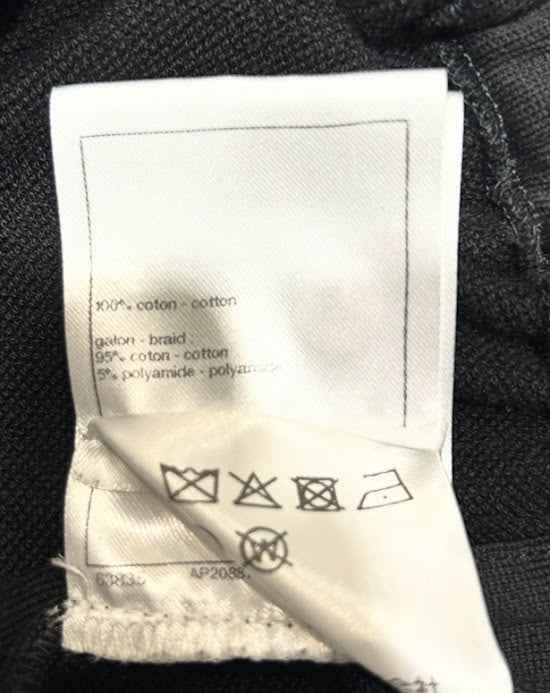 100% coton - cotton
galon - braid :
95% coton - cotton
5% polyamide - polyamide
W
AP2088.